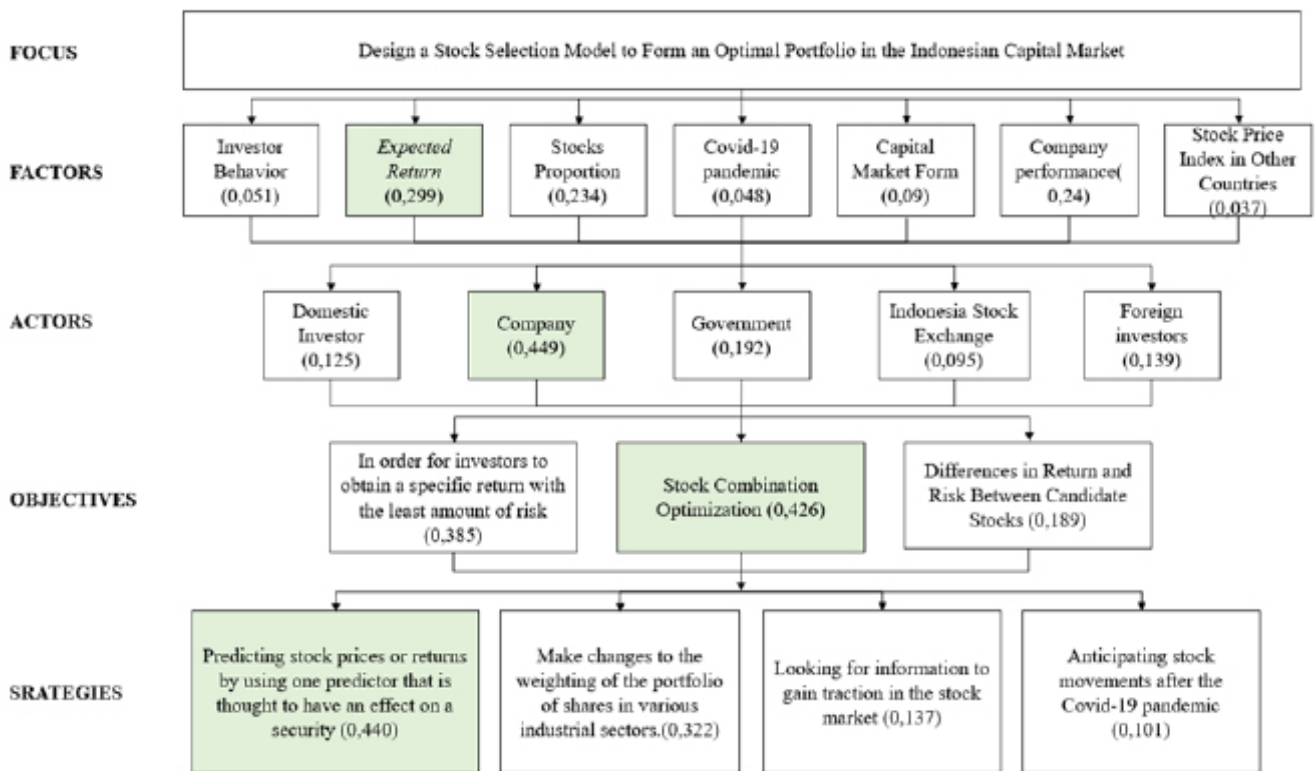 FOCUS
Design a Stock Selection Model to Form an Optimal Portfolio in the Indonesian Capital Market
FACTORS
Investor
Behavior
(0,051)
Expected
Return
(0,299)
Stocks
Proportion
(0,234)
Covid-19
pandemic
(0,048)
Capital
Market Form
(0,09)
Company
performance(
0,24)
Stock Price
Index in Other
Countries
(0,037)
ACTORS
Domestic
Investor
(0,125)
Company
(0,449)
Government
(0,192)
Indonesia Stock
Exchange
(0,095)
Foreign
investors
(0,139)
OBJECTIVES
In order for investors to
obtain a specific return with
the least amount of risk
(0,385)
Stock Combination
Optimization (0,426)
Differences in Return and
Risk Between Candidate
Stocks (0,189)
SRATEGIES
Predicting stock prices or returns
by using one predictor that is
thought to have an effect on a
security (0,440)
Make changes to the
weighting of the portfolio
of shares in various
industrial sectors.(0,322)
Looking for information to
gain traction in the stock
market (0,137)
Anticipating stock
movements after the
Covid-19 pandemic
(0,101)